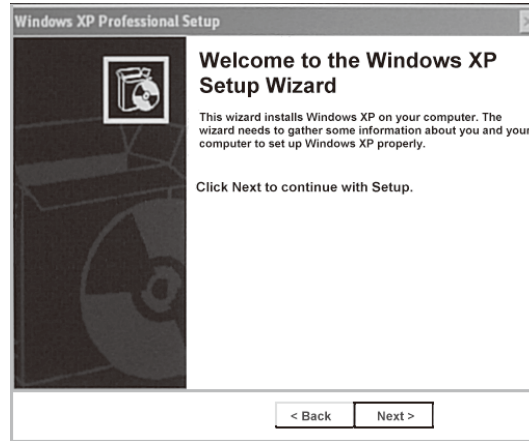 Windows XP Professional Setup
Welcome to the Windows XP
Setup Wizard
This wizard installs Windows XP on your computer. The
wizard needs to gather some information about you and your
computer to set up Windows XP properly.
Click Next to continue with Setup.
< Back
Next >